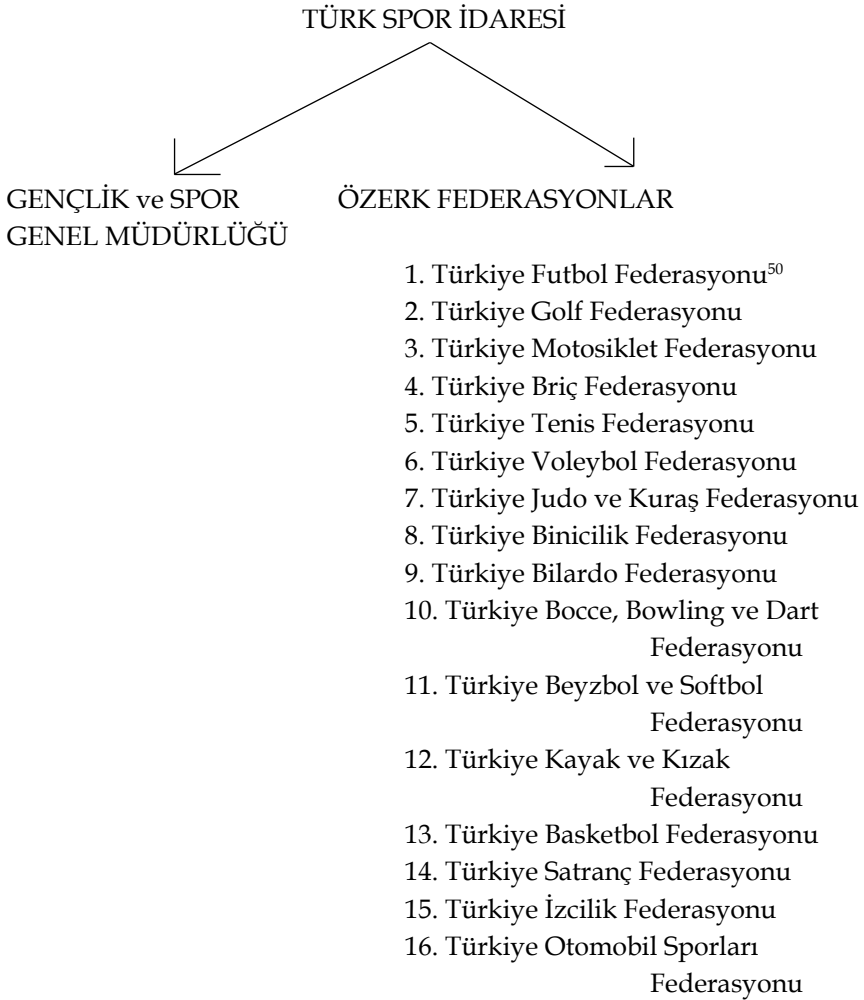 TÜRK SPOR İDARESİ
GENÇLİK ve SPOR
GENEL MÜDÜRLÜĞÜ
ÖZERK FEDERASYONLAR
1. Türkiye Futbol Federasyonu50
2. Türkiye Golf Federasyonu
3. Türkiye Motosiklet Federasyonu
4. Türkiye Briç Federasyonu
5. Türkiye Tenis Federasyonu
6. Türkiye Voleybol Federasyonu
7. Türkiye Judo ve Kuraş Federasyonu
8. Türkiye Binicilik Federasyonu
9. Türkiye Bilardo Federasyonu
10. Türkiye Bocce, Bowling ve Dart
Federasyonu
11. Türkiye Beyzbol ve Softbol
Federasyonu
12. Türkiye Kayak ve Kızak
Federasyonu
13. Türkiye Basketbol Federasyonu
14. Türkiye Satranç Federasyonu
15. Türkiye İzcilik Federasyonu
16. Türkiye Otomobil Sporları
Federasyonu